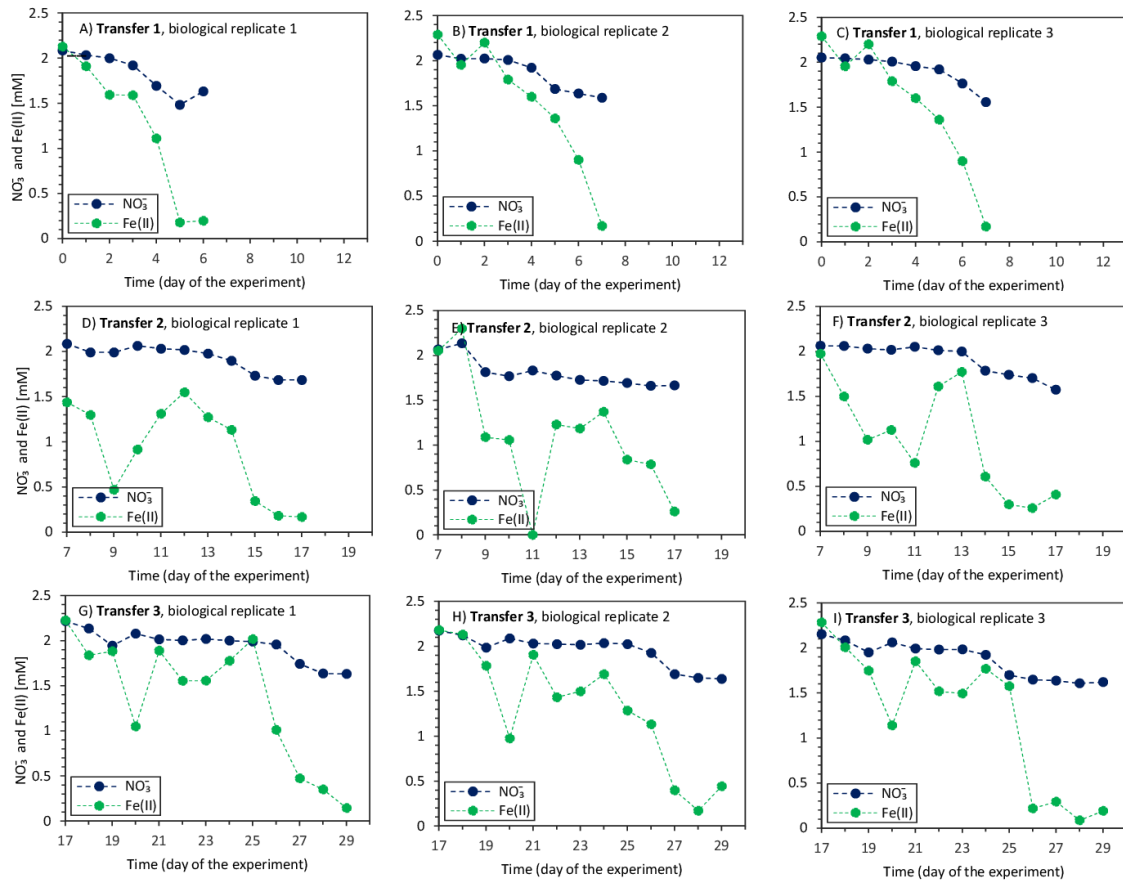 A) Transfer 1, biological replicate 1
NO₃⁻ and Fe(II) [mM]
2.5
2
1.5
1
0.5
0
NO₃⁻
Fe(II)
0 2 4 6 8 10 12
Time (day of the experiment)
B) Transfer 1, biological replicate 2
2.5
2
1.5
1
0.5
0
NO₃⁻
Fe(II)
0 2 4 6 8 10 12
Time (day of the experiment)
C) Transfer 1, biological replicate 3
2.5
2
1.5
1
0.5
0
NO₃⁻
Fe(II)
0 2 4 6 8 10 12
Time (day of the experiment)
D) Transfer 2, biological replicate 1
NO₃⁻ and Fe(II) [mM]
2.5
2
1.5
1
0.5
0
NO₃⁻
Fe(II)
7 9 11 13 15 17 19
Time (day of the experiment)
E) Transfer 2, biological replicate 2
2.5
2
1.5
1
0.5
0
NO₃⁻
Fe(II)
7 9 11 13 15 17 19
Time (day of the experiment)
F) Transfer 2, biological replicate 3
2.5
2
1.5
1
0.5
0
NO₃⁻
Fe(II)
7 9 11 13 15 17 19
Time (day of the experiment)
G) Transfer 3, biological replicate 1
NO₃⁻ and Fe(II) [mM]
2.5
2
1.5
1
0.5
0
NO₃⁻
Fe(II)
17 19 21 23 25 27 29
Time (day of the experiment)
H) Transfer 3, biological replicate 2
2.5
2
1.5
1
0.5
0
NO₃⁻
Fe(II)
17 19 21 23 25 27 29
Time (day of the experiment)
I) Transfer 3, biological replicate 3
2.5
2
1.5
1
0.5
0
NO₃⁻
Fe(II)
17 19 21 23 25 27 29
Time (day of the experiment)